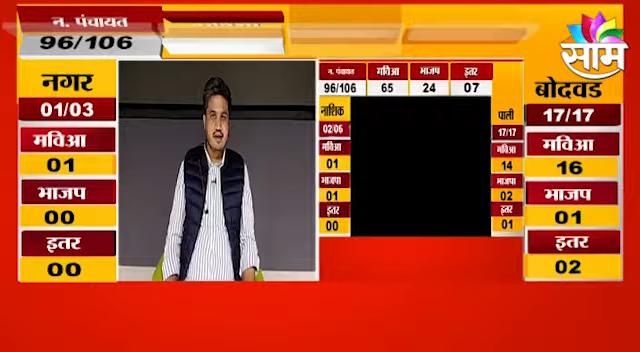 न. पंचायत
96/106
साम
नगर
01/03
मविआ
01
भाजप
00
इतर
00
न. पंचायत मविआ भाजप इतर
96/106 65 24 07
नाशिक
02/06
मविआ
01
भाजपा
01
इतर
00
पाली
17/17
मविआ
14
भाजपा
02
इतर
01
बोदवड
17/17
मविआ
16
भाजप
01
इतर
02